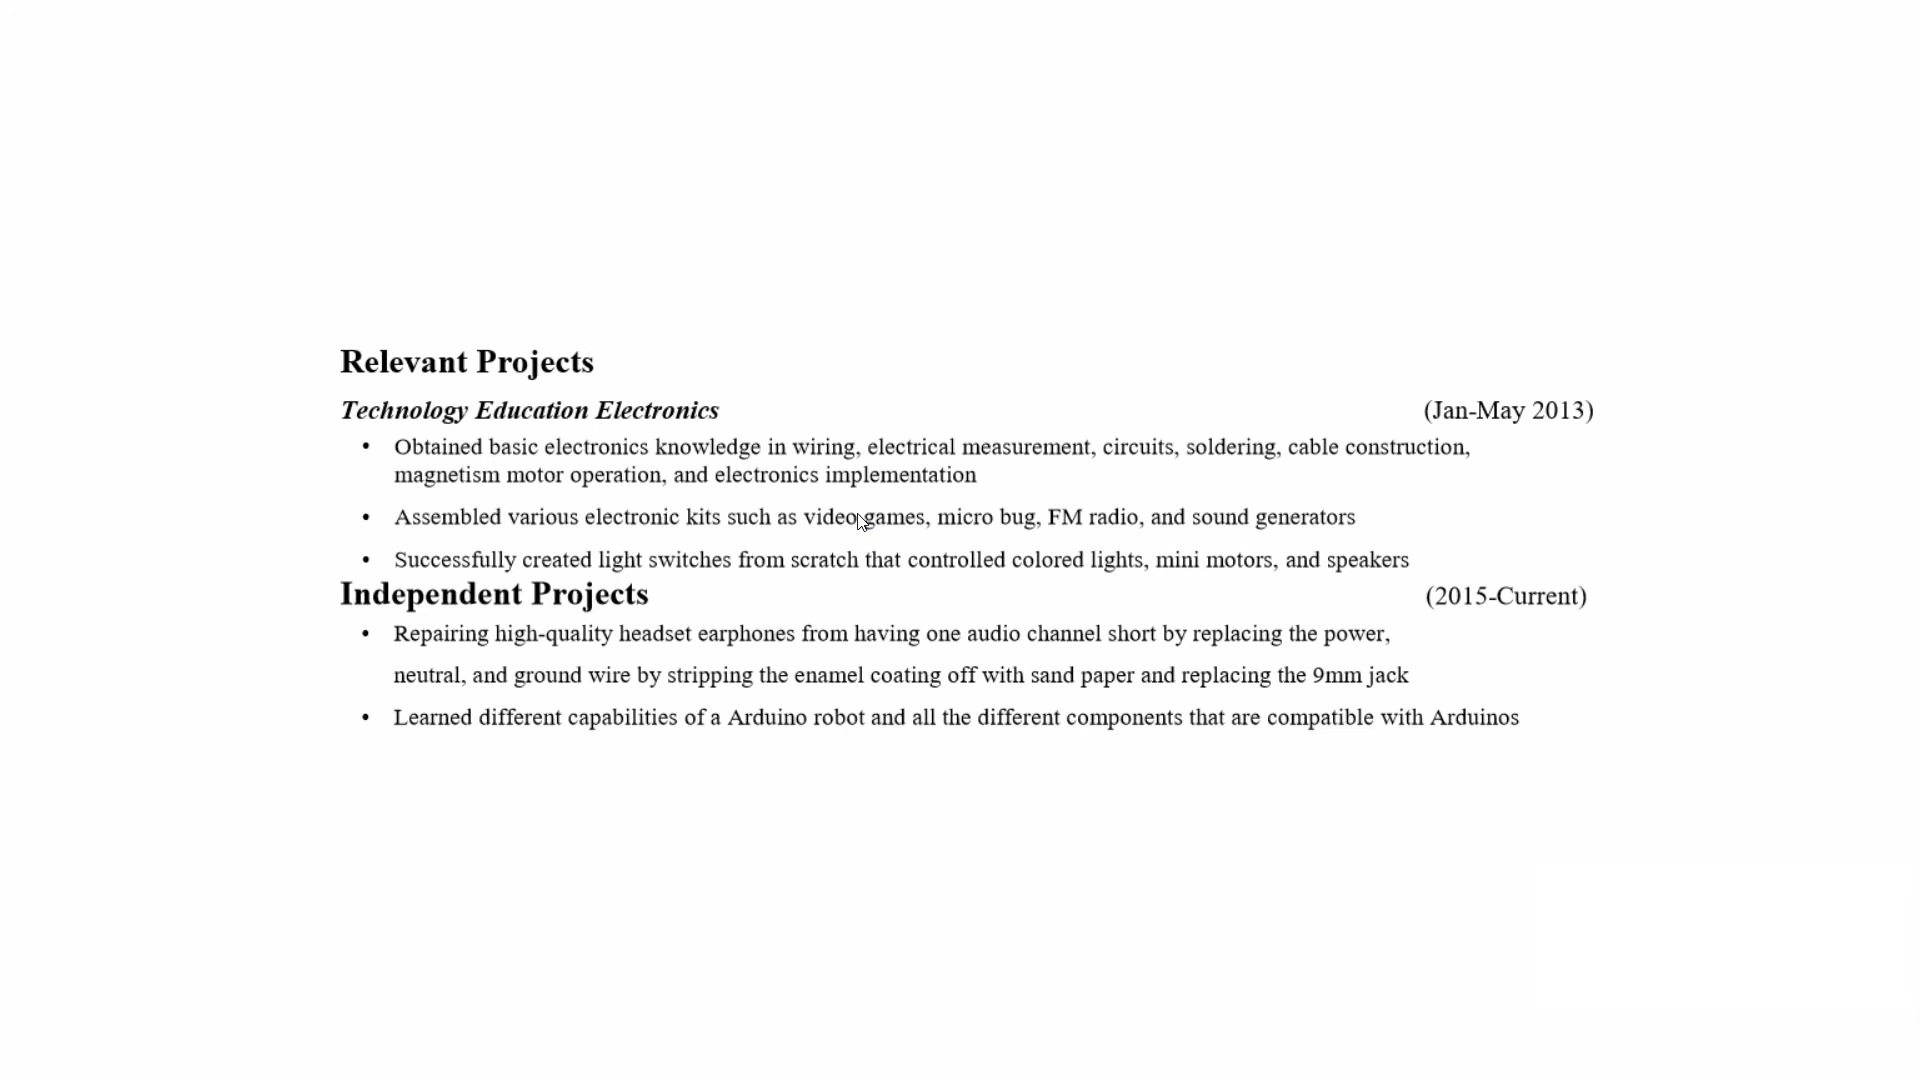 Relevant Projects
Technology Education Electronics (Jan-May 2013)
• Obtained basic electronics knowledge in wiring, electrical measurement, circuits, soldering, cable construction,
magnetism motor operation, and electronics implementation
• Assembled various electronic kits such as video games, micro bug, FM radio, and sound generators
• Successfully created light switches from scratch that controlled colored lights, mini motors, and speakers
Independent Projects (2015-Current)
• Repairing high-quality headset earphones from having one audio channel short by replacing the power,
neutral, and ground wire by stripping the enamel coating off with sand paper and replacing the 9mm jack
• Learned different capabilities of a Arduino robot and all the different components that are compatible with Arduinos